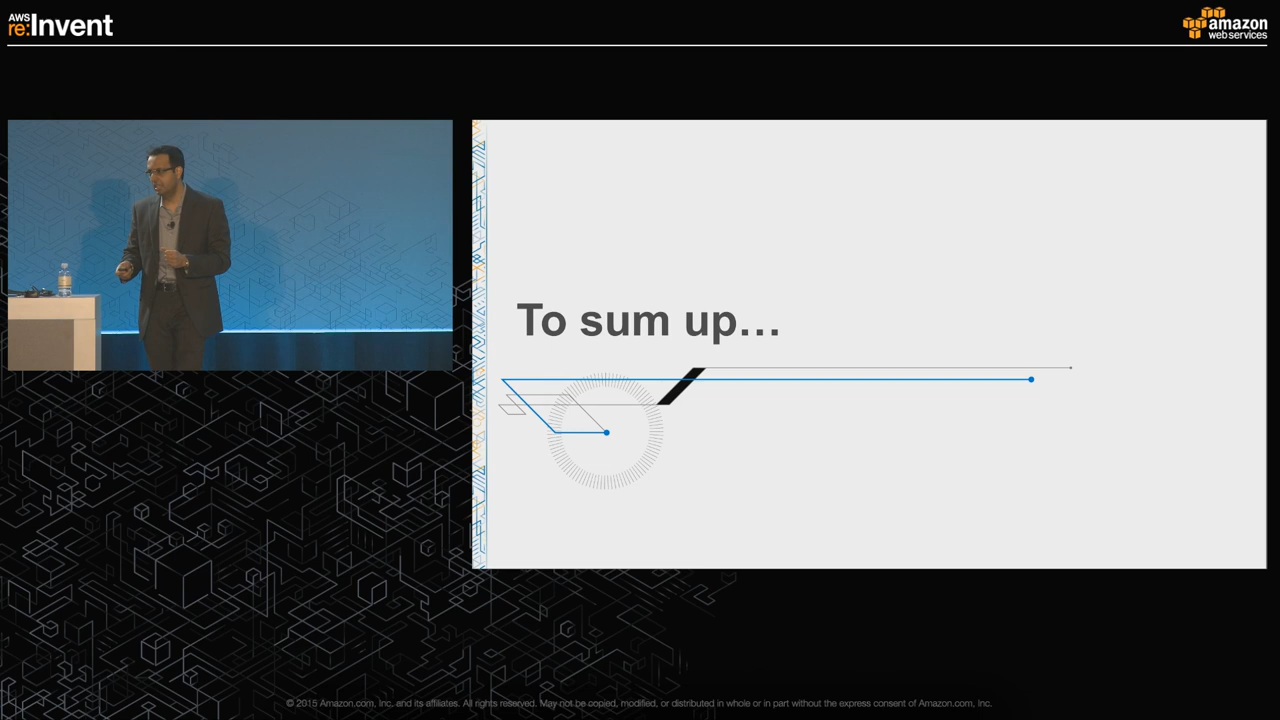 AWS
re:Invent
amazon
web services
To sum up...
© 2015 Amazon.com, Inc. and its affiliates. All rights reserved. May not be copied, modified, or distributed in whole or in part without the express consent of Amazon.com, Inc.